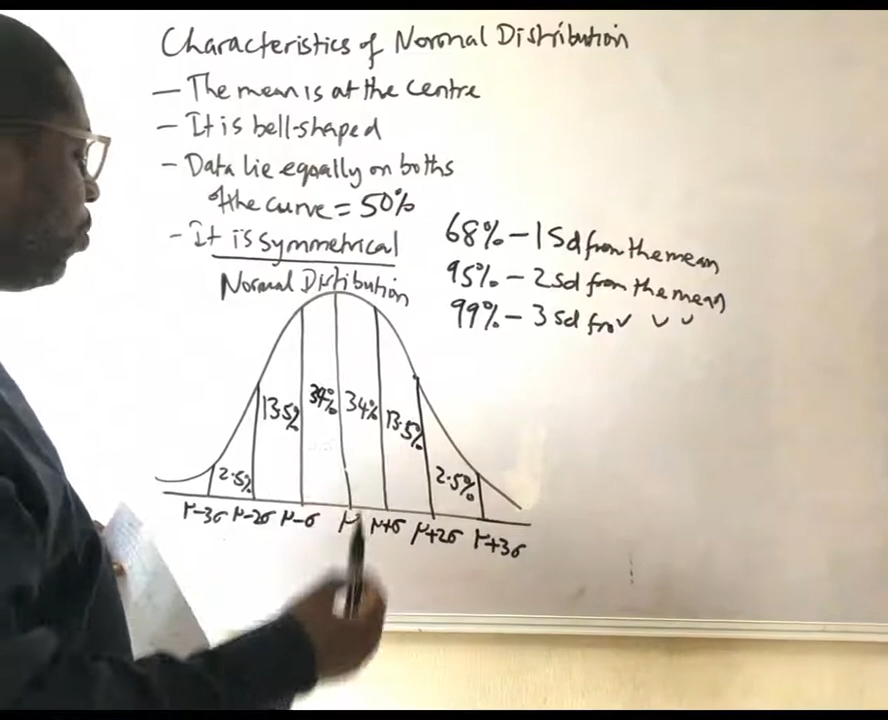 Characteristics of Normal Distribution
- The mean is at the centre
- It is bell-shaped
- Data lie equally on boths
of the curve = 50%
- It is symmetrical
68% - 1Sd from the mean
95% - 2Sd from the mean
99% - 3Sd fro
Normal Distibution
2.5% 13.5% 34% 34% 13.5% 2.5%
μ-3σ μ-2σ μ-σ μ μ+σ μ+2σ μ+3σ